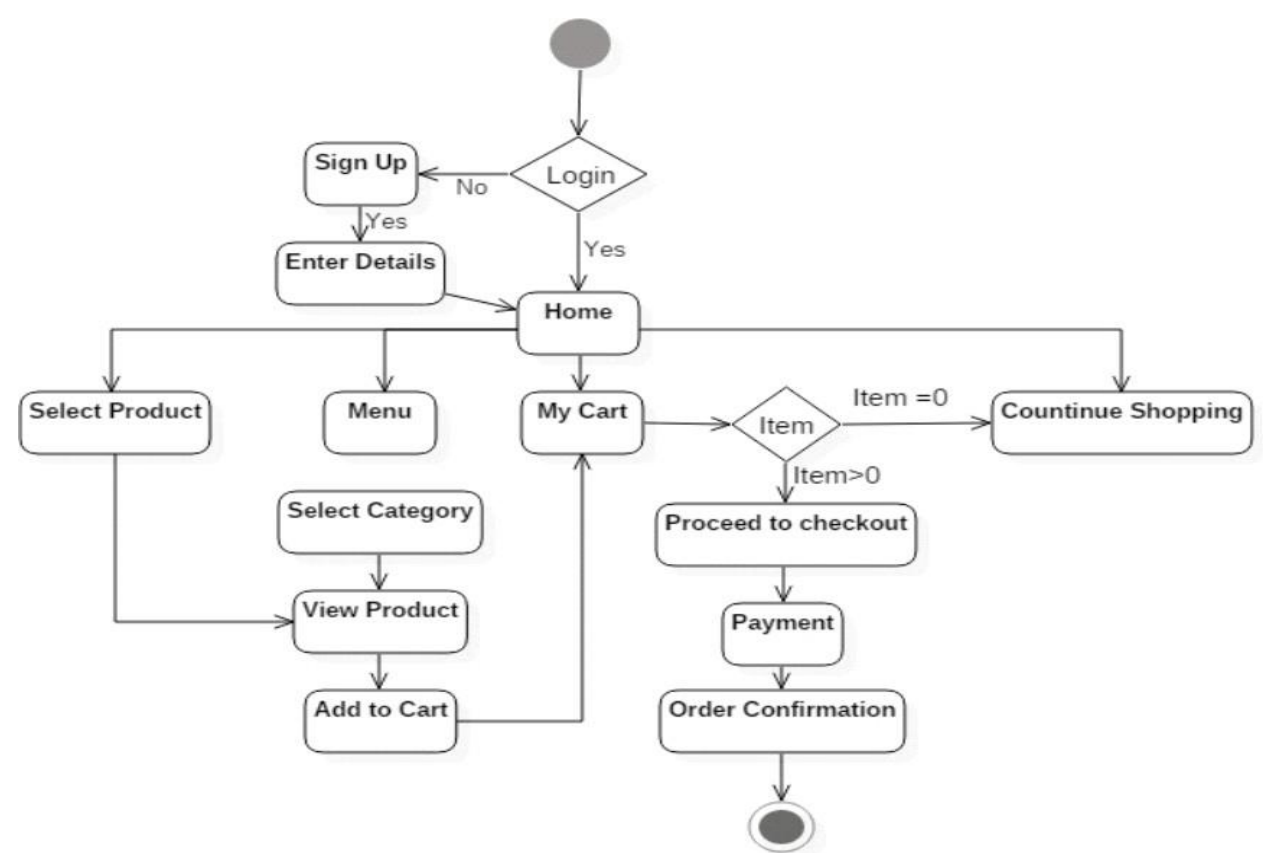 Login
Sign Up
No
Yes
Yes
Enter Details
Home
Select Product
Menu
My Cart
Item
Item =0
Countinue Shopping
Item>0
Select Category
Proceed to checkout
View Product
Payment
Add to Cart
Order Confirmation